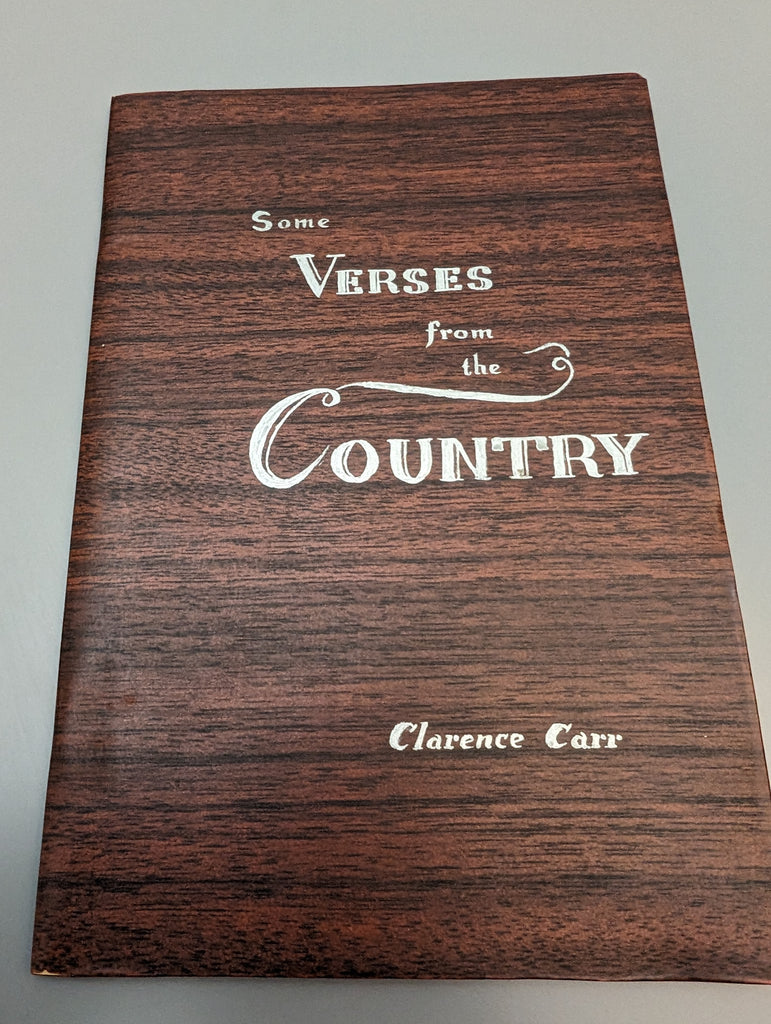 Some
VERSES
from
the
COUNTRY
Clarence Carr